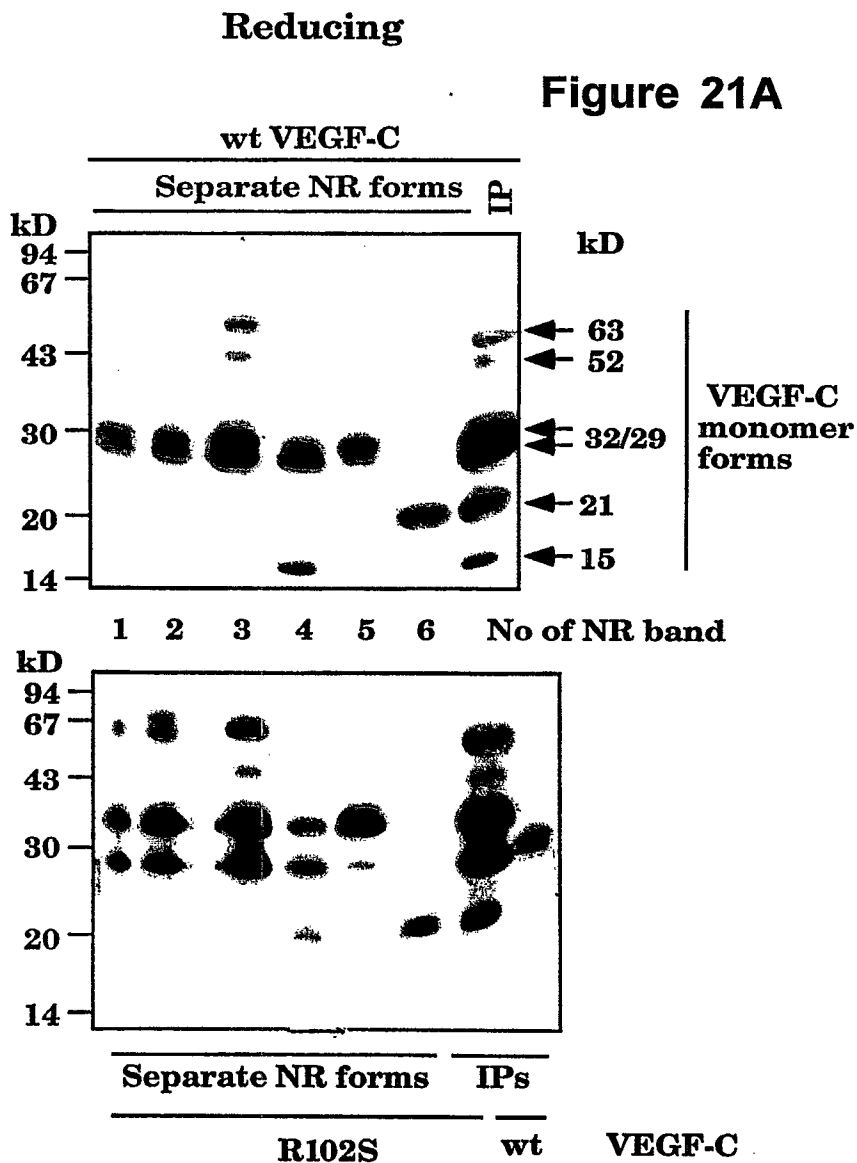 Reducing
Figure 21A
wt VEGF-C
Separate NR forms
IP
kD
kD
94
67
63
43
52
30
32/29
VEGF-C
monomer
forms
21
20
15
14
1 2 3 4 5 6 No of NR band
kD
94
67
43
30
20
14
Separate NR forms IPs
R102S wt VEGF-C